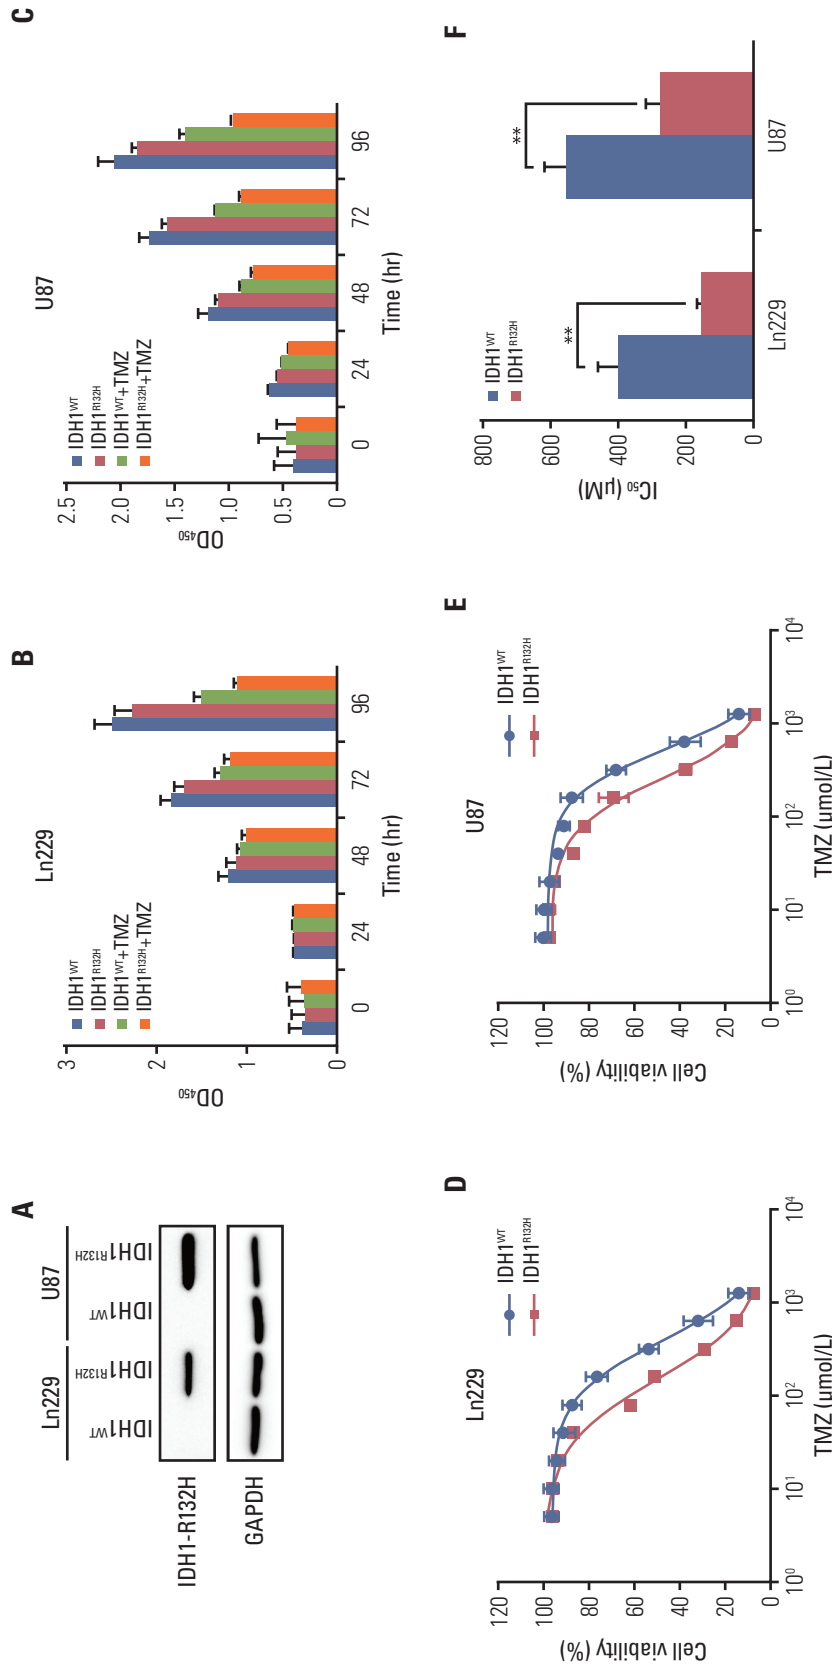 A
Ln229 U87
IDH1WT IDH1R132H IDH1WT IDH1R132H
IDH1-R132H
GAPDH
B
Ln229
IDH1WT
IDH1R132H
IDH1WT+TMZ
IDH1R132H+TMZ
OD450
3
2
1
0
0 24 48 72 96
Time (hr)
C
U87
IDH1WT
IDH1R132H
IDH1WT+TMZ
IDH1R132H+TMZ
OD450
2.5
2.0
1.5
1.0
0.5
0
0 24 48 72 96
Time (hr)
D
Ln229
IDH1WT
IDH1R132H
Cell viability (%)
120
100
80
60
40
20
0
100 101 102 103 104
TMZ (μmol/L)
E
U87
IDH1WT
IDH1R132H
Cell viability (%)
120
100
80
60
40
20
0
100 101 102 103 104
TMZ (μmol/L)
F
IDH1WT
IDH1R132H
IC50 (μM)
800
600
400
200
0
** **
Ln229 U87